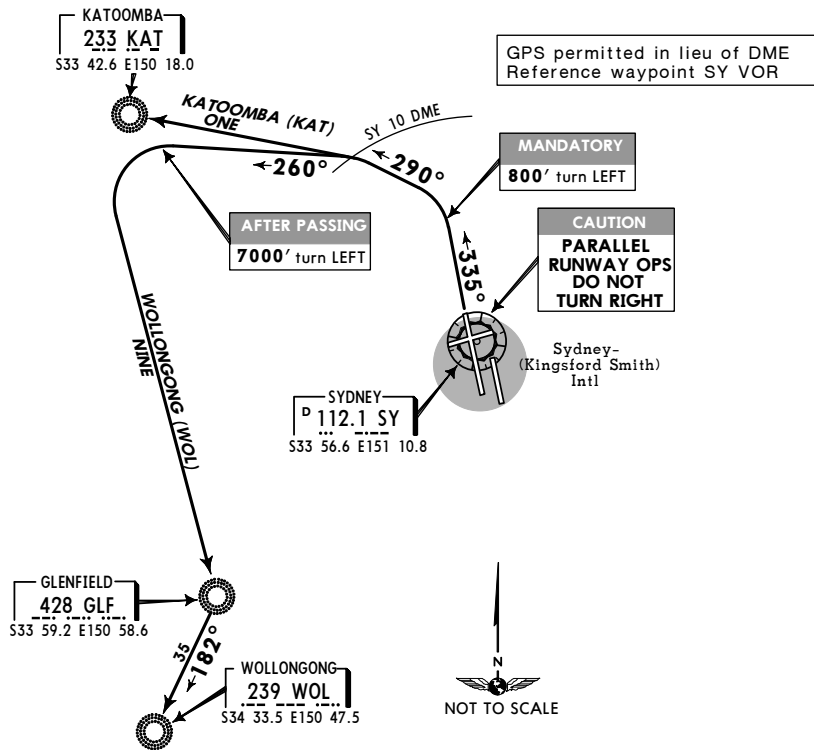 KATOOMBA
233 KAT
S33 42.6 E150 18.0
GPS permitted in lieu of DME
Reference waypoint SY VOR
KATOOMBA (KAT)
ONE
SY 10 DME
290°
260°
MANDATORY
800' turn LEFT
AFTER PASSING
7000' turn LEFT
CAUTION
PARALLEL
RUNWAY OPS
DO NOT
TURN RIGHT
335°
WOLLONGONG (WOL)
NINE
Sydney-
(Kingsford Smith)
Intl
SYDNEY
D 112.1 SY
S33 56.6 E151 10.8
GLENFIELD
428 GLF
S33 59.2 E150 58.6
35
182°
WOLLONGONG
239 WOL
S34 33.5 E150 47.5
N
NOT TO SCALE